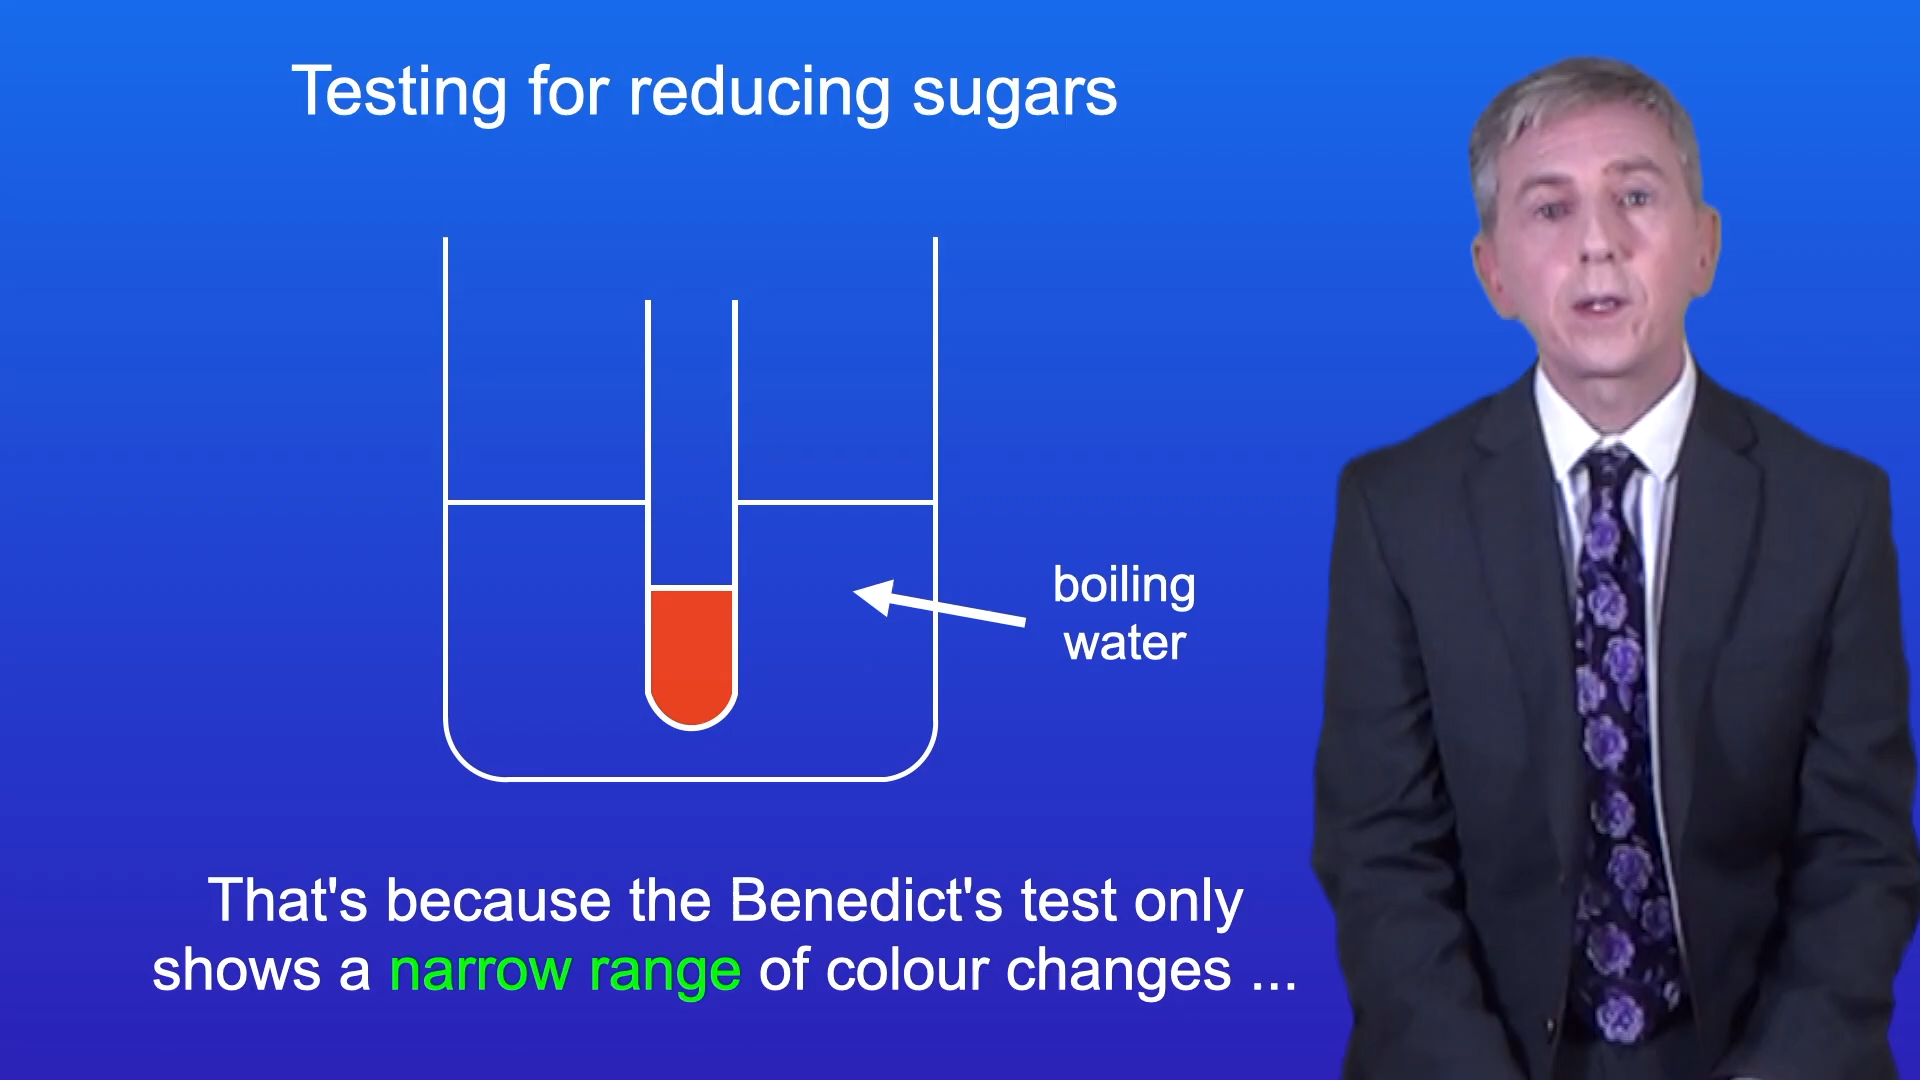 Testing for reducing sugars
boiling
water
That's because the Benedict's test only
shows a narrow range of colour changes ...